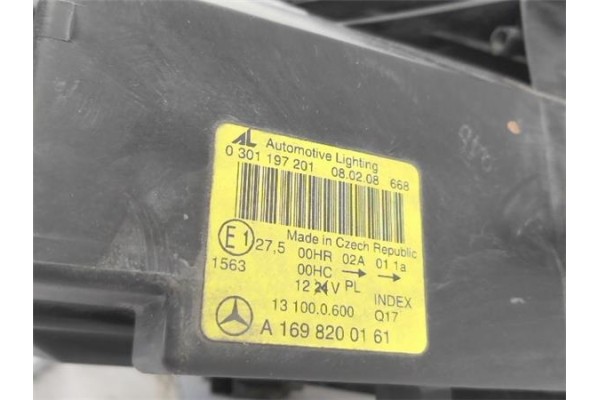 AL Automotive Lighting
0 301 197 201 08.02.08 668
Made in Czech Republic
E1 27,5 00HR 02A 01 1a
1563 00HC → →
12 24 V PL
13 100.0.600 INDEX Q17
A 169 820 01 61